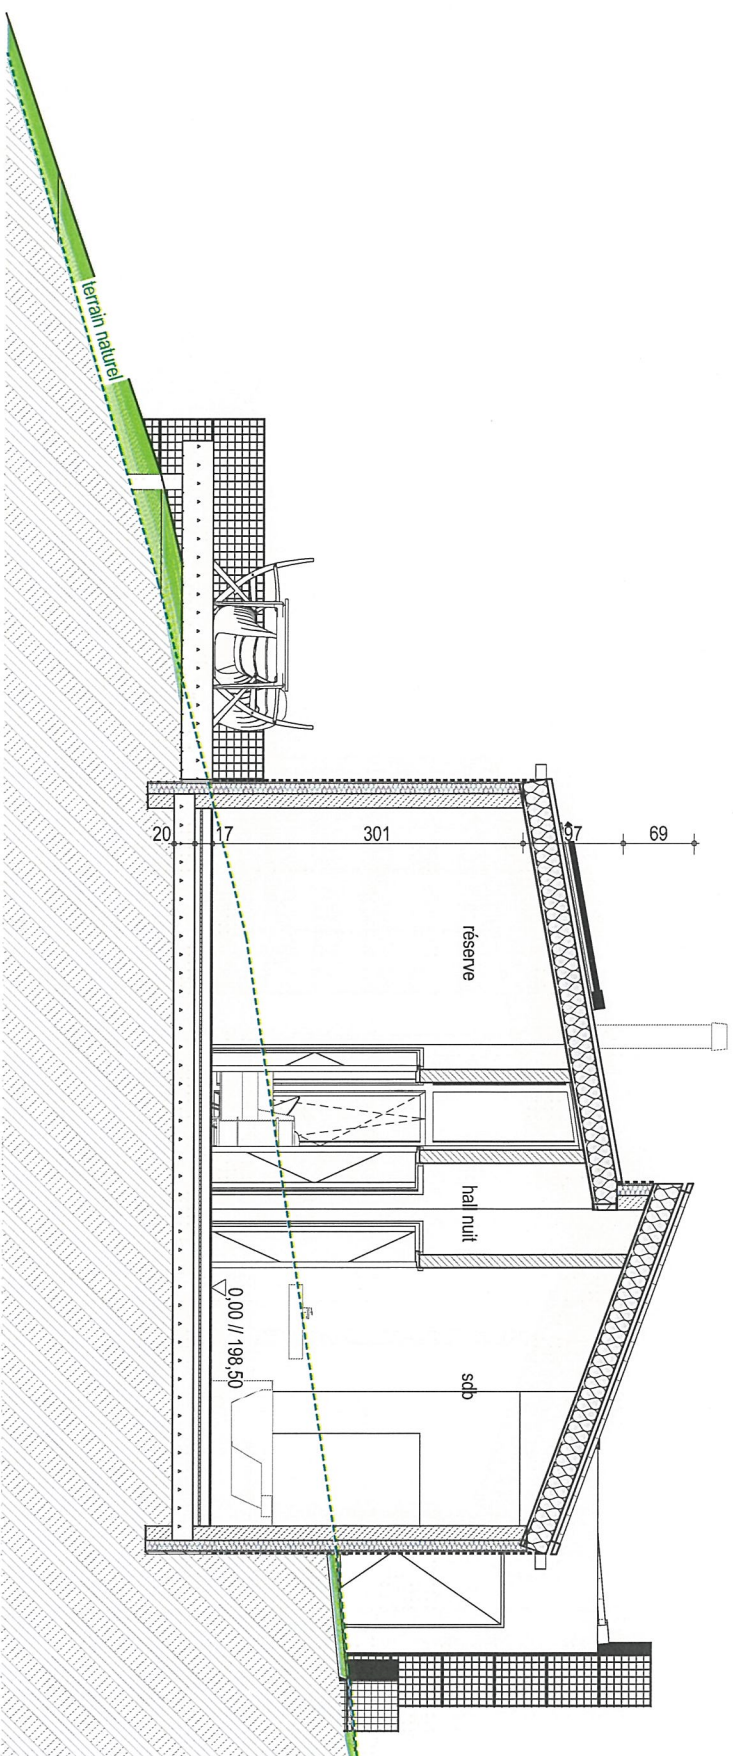 terrain naturel
20
17
301
97
69
réserve
hall nuit
0,00 // 198,50
sdb